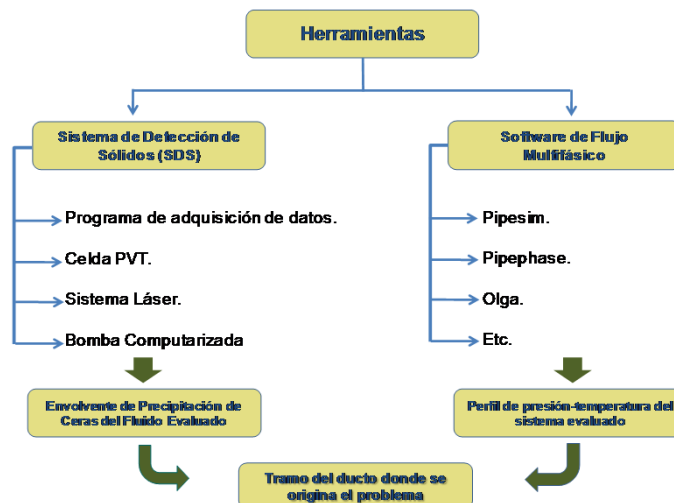 Herramientas
Sistema de Detección de
Sólidos (SDS)
Programa de adquisición de datos.
Celda PVT.
Sistema Láser.
Bomba Computarizada
Envolvente de Precipitación de
Ceras del Fluido Evaluado
Software de Flujo
Multifásico
Pipesim.
Pipephase.
Olga.
Etc.
Perfil de presión-temperatura del
sistema evaluado
Tramo del ducto donde se
origina el problema